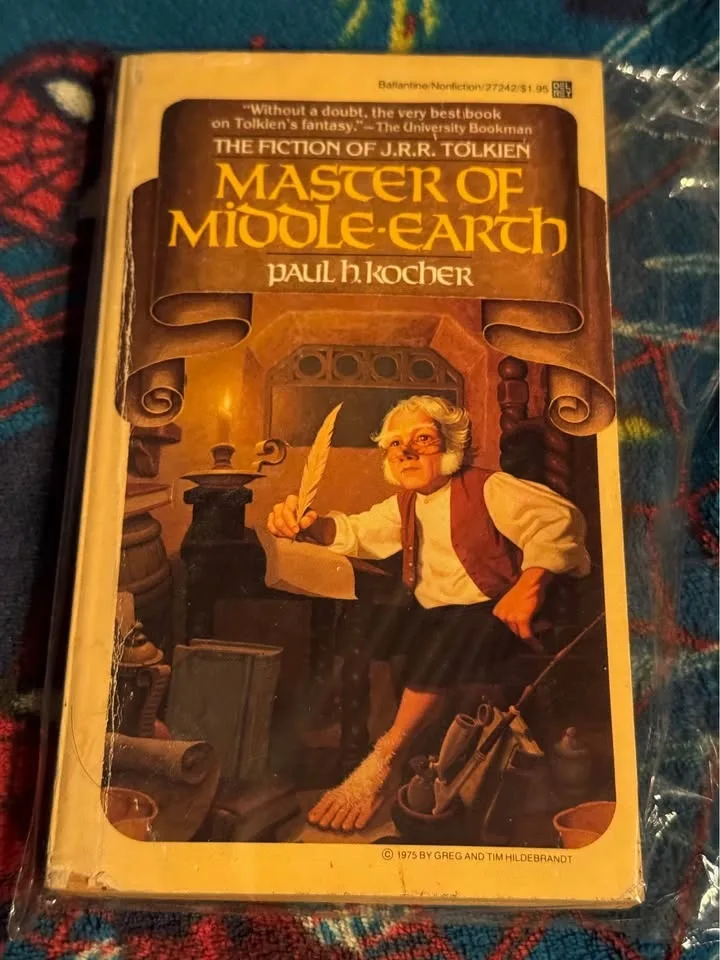 Ballantine/Nonfiction/27242/$1.95 DEL REY
"Without a doubt, the very best book
on Tolkien's fantasy."—The University Bookman
THE FICTION OF J.R.R. TOLKIEN
MASTER OF
MIDDLE-EARTH
PAUL H. KOCHER
© 1975 BY GREG AND TIM HILDEBRANDT